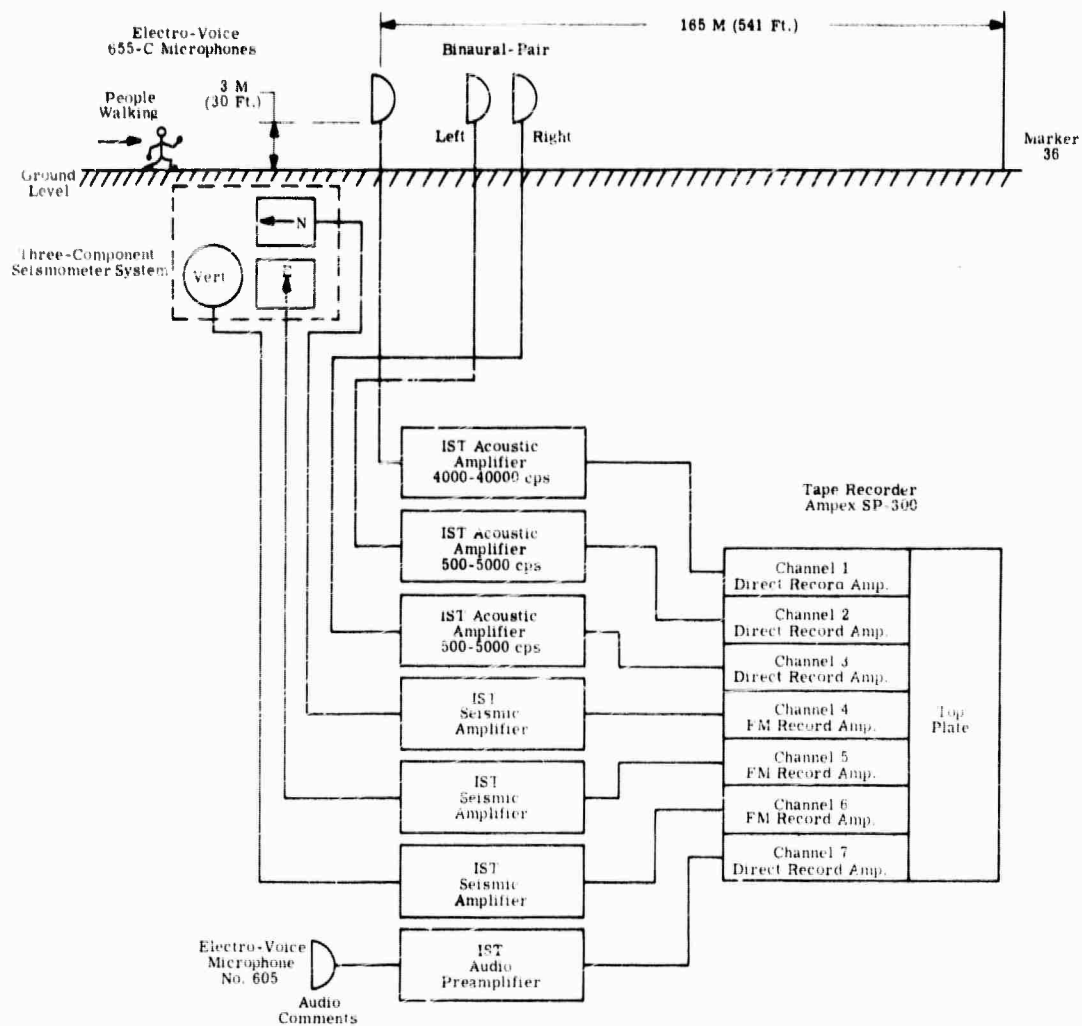 165 M (541 Ft.)
Electro-Voice
655-C Microphones
Binaural-Pair
3 M
(30 Ft.)
People
Walking
Left
Right
Marker
36
Ground
Level
N
Three-Component
Seismometer System
Vert
E
IST Acoustic
Amplifier
4000-40000 cps
Tape Recorder
Ampex SP-300
IST Acoustic
Amplifier
500-5000 cps
Channel 1
Direct Record Amp.
Channel 2
Direct Record Amp.
IST Acoustic
Amplifier
500-5000 cps
Channel 3
Direct Record Amp.
IST
Seismic
Amplifier
Channel 4
FM Record Amp.
Top
Plate
Channel 5
FM Record Amp.
IST
Seismic
Amplifier
Channel 6
FM Record Amp.
Channel 7
Direct Record Amp.
IST
Seismic
Amplifier
Electro-Voice
Microphone
No. 605
IST
Audio
Preamplifier
Audio
Comments